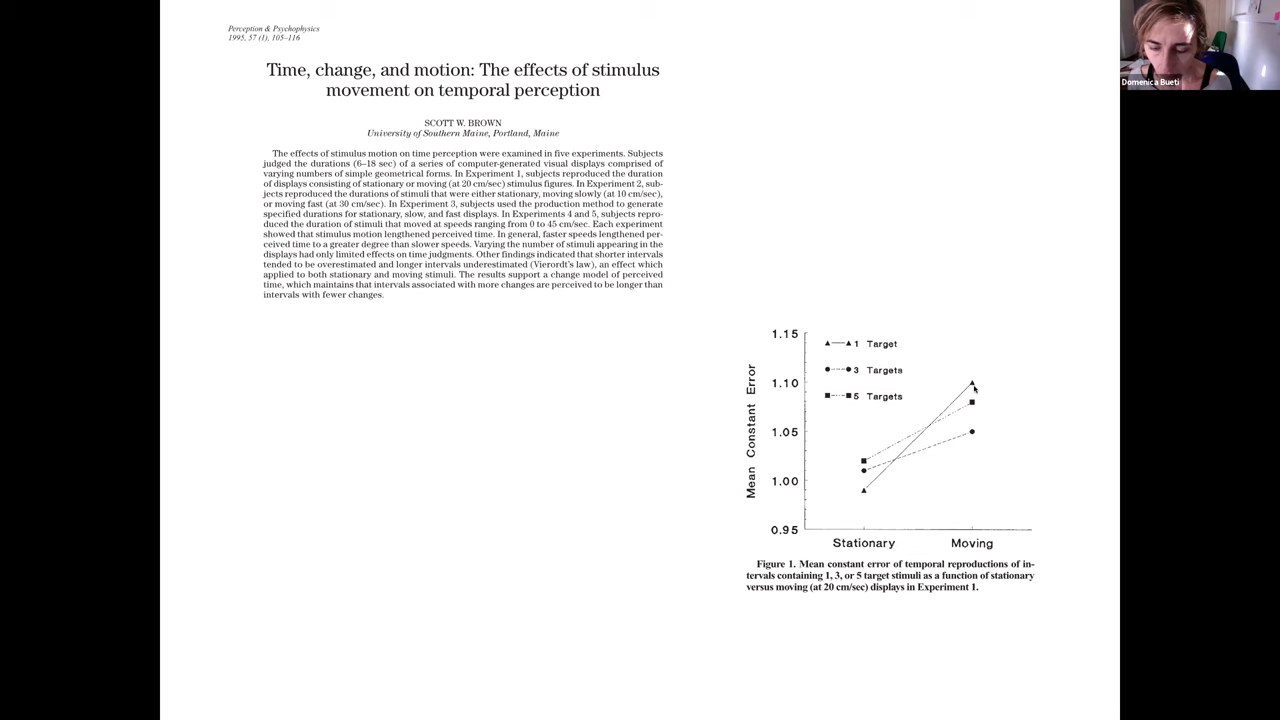 Perception & Psychophysics
1995, 57 (1), 105–116
Time, change, and motion: The effects of stimulus
movement on temporal perception
SCOTT W. BROWN
University of Southern Maine, Portland, Maine
The effects of stimulus motion on time perception were examined in five experiments. Subjects
judged the durations (6–18 sec) of a series of computer-generated visual displays comprised of
varying numbers of simple geometrical forms. In Experiment 1, subjects reproduced the duration
of displays consisting of stationary or moving (at 20 cm/sec) stimulus figures. In Experiment 2, sub-
jects reproduced the durations of stimuli that were either stationary, moving slowly (at 10 cm/sec),
or moving fast (at 30 cm/sec). In Experiment 3, subjects used the production method to generate
specified durations for stationary, slow, and fast displays. In Experiments 4 and 5, subjects repro-
duced the duration of stimuli that moved at speeds ranging from 0 to 45 cm/sec. Each experiment
showed that stimulus motion lengthened perceived time. In general, faster speeds lengthened per-
ceived time to a greater degree than slower speeds. Varying the number of stimuli appearing in the
displays had only limited effects on time judgments. Other findings indicated that shorter intervals
tended to be overestimated and longer intervals underestimated (Vierordt's law), an effect which
applied to both stationary and moving stimuli. The results support a change model of perceived
time, which maintains that intervals associated with more changes are perceived to be longer than
intervals with fewer changes.
Domenica Bueti
Mean Constant Error
1.15
1.10
1.05
1.00
0.95
1 Target
3 Targets
5 Targets
Stationary
Moving
Figure 1. Mean constant error of temporal reproductions of in-
tervals containing 1, 3, or 5 target stimuli as a function of stationary
versus moving (at 20 cm/sec) displays in Experiment 1.